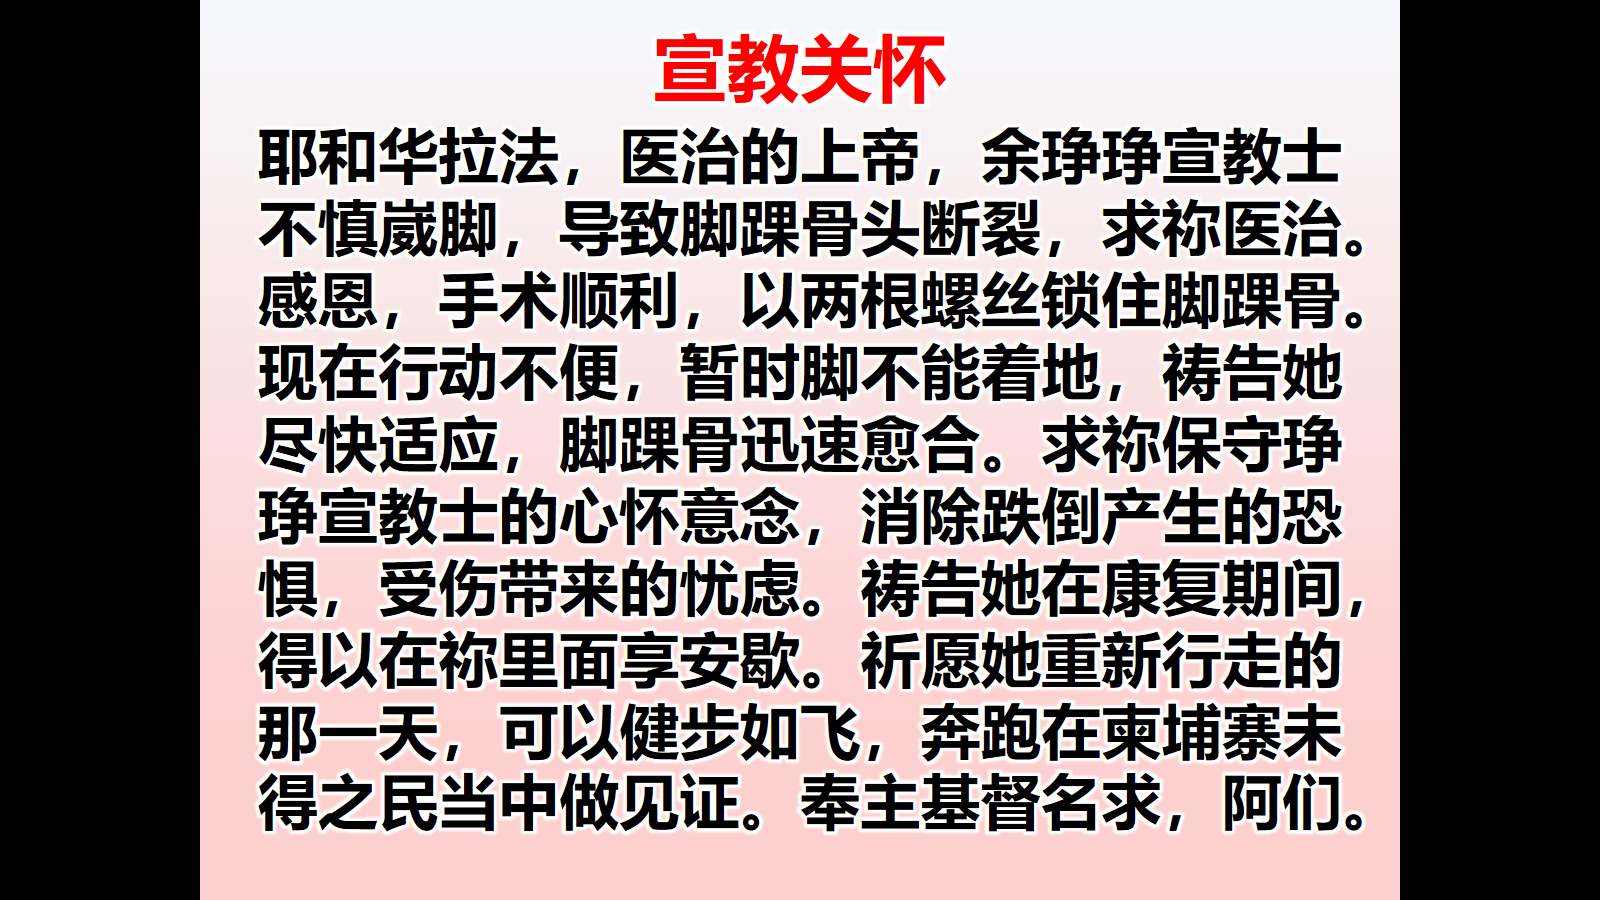 宣教关怀
耶和华拉法，医治的上帝，余琤琤宣教士
不慎崴脚，导致脚踝骨头断裂，求祢医治。
感恩，手术顺利，以两根螺丝锁住脚踝骨。
现在行动不便，暂时脚不能着地，祷告她
尽快适应，脚踝骨迅速愈合。求祢保守琤
琤宣教士的心怀意念，消除跌倒产生的恐
惧，受伤带来的忧虑。祷告她在康复期间，
得以在祢里面享安歇。祈愿她重新行走的
那一天，可以健步如飞，奔跑在柬埔寨未
得之民当中做见证。奉主基督名求，阿们。